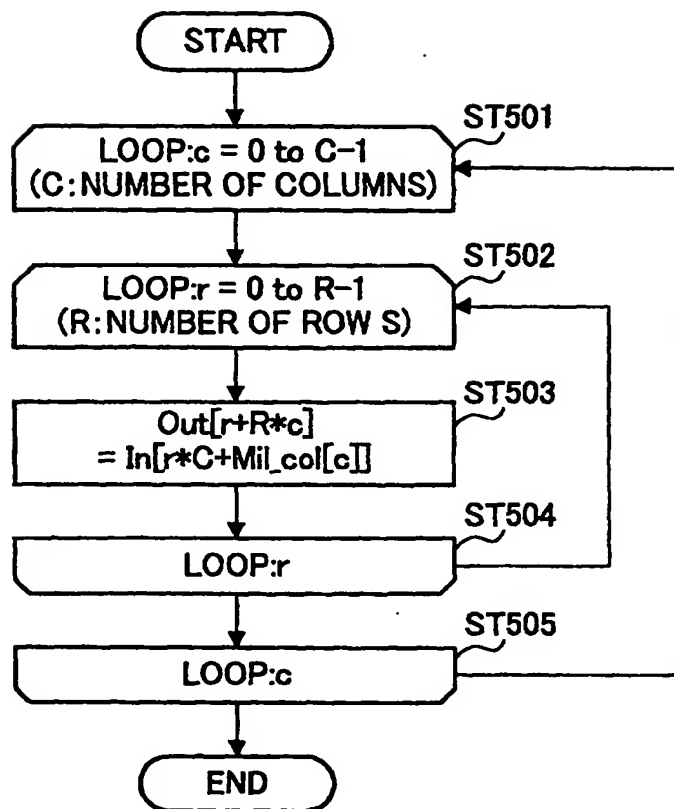 START
ST501
LOOP:c = 0 to C-1
(C:NUMBER OF COLUMNS)
ST502
LOOP:r = 0 to R-1
(R:NUMBER OF ROW S)
ST503
Out[r+R*c]
= In[r*C+Mil_col[c]]
ST504
LOOP:r
ST505
LOOP:c
END